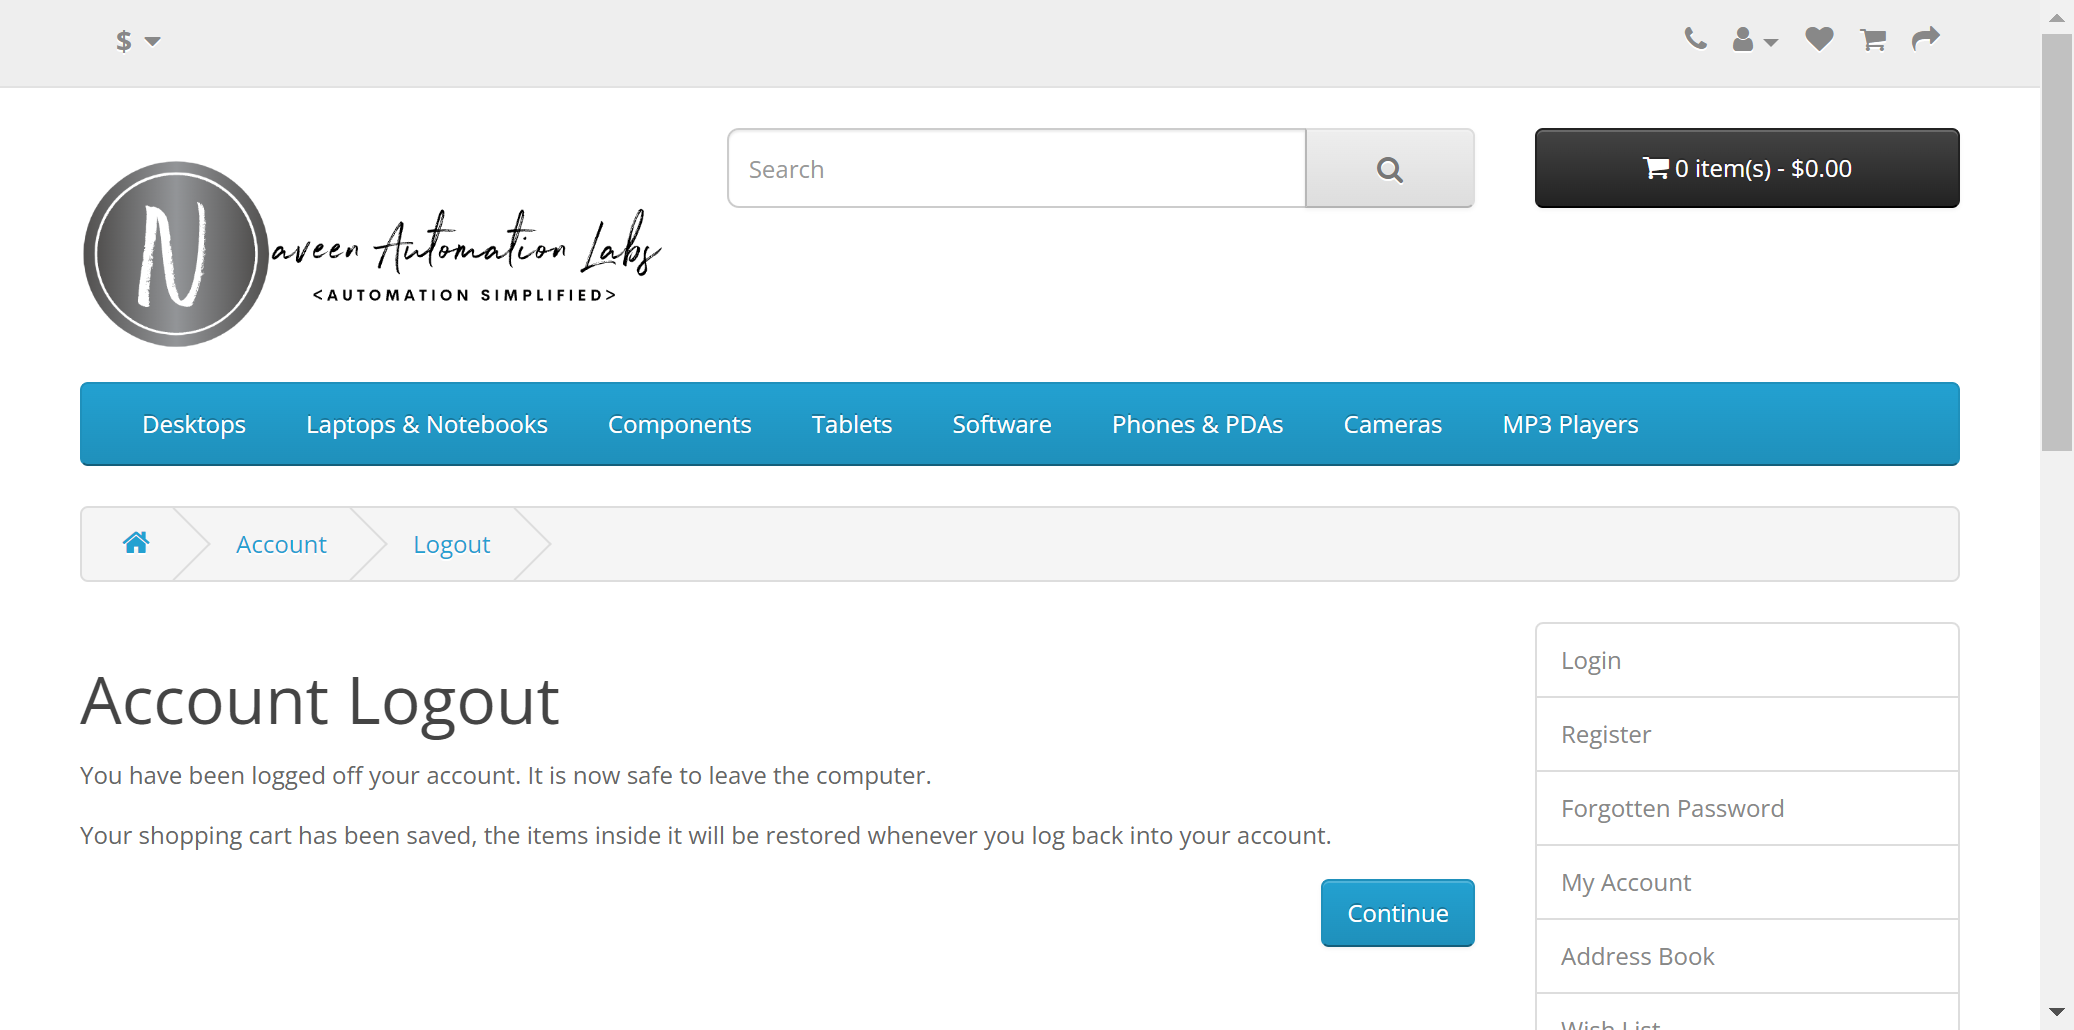 $
Search
0 item(s) - $0.00
N
aveen Automation Labs
<AUTOMATION SIMPLIFIED>
Desktops
Laptops & Notebooks
Components
Tablets
Software
Phones & PDAs
Cameras
MP3 Players
Account
Logout
Account Logout
You have been logged off your account. It is now safe to leave the computer.
Your shopping cart has been saved, the items inside it will be restored whenever you log back into your account.
Continue
Login
Register
Forgotten Password
My Account
Address Book
Wish List